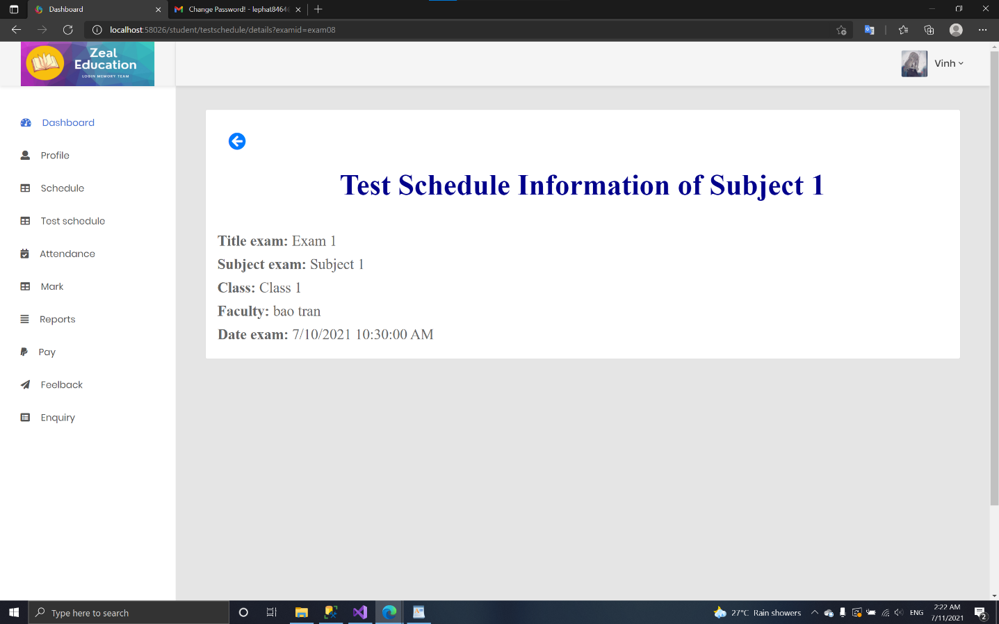 Dashboard
Change Password! - lephat8464
localhost:58026/student/testschedule/details?examid=exam08
Zeal
Education
LOGIN MEMORY TEAM
Vinh
Dashboard
Profile
Schedule
Test schedule
Attendance
Mark
Reports
Pay
Feelback
Enquiry
Test Schedule Information of Subject 1
Title exam: Exam 1
Subject exam: Subject 1
Class: Class 1
Faculty: bao tran
Date exam: 7/10/2021 10:30:00 AM
Type here to search
27°C Rain showers
ENG
2:22 AM
7/11/2021
2